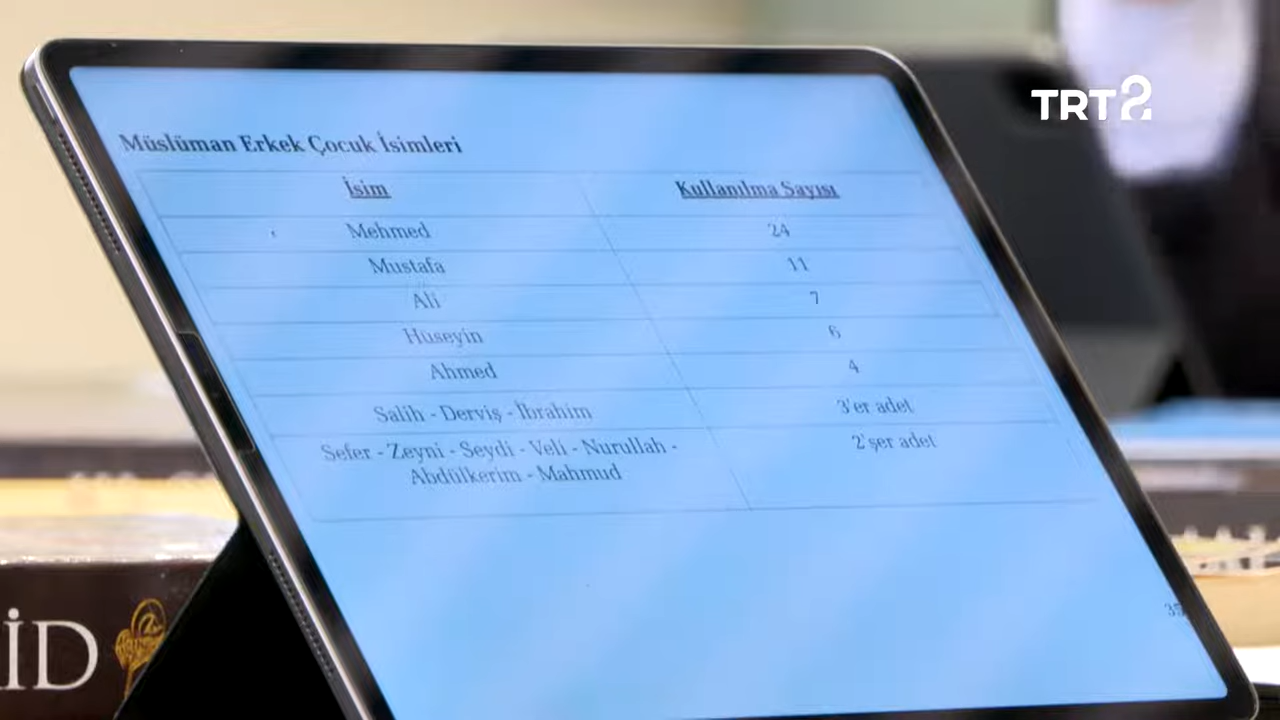 TRT2
Müslüman Erkek Çocuk İsimleri
İsim Kullanılma Sayısı
Mehmed 24
Mustafa 11
Ali 7
Hüseyin 6
Ahmed 4
Salih - Derviş - İbrahim 3'er adet
Sefer - Zeyni - Seydi - Veli - Nurullah - 2'şer adet
Abdülkerim - Mahmud
İD